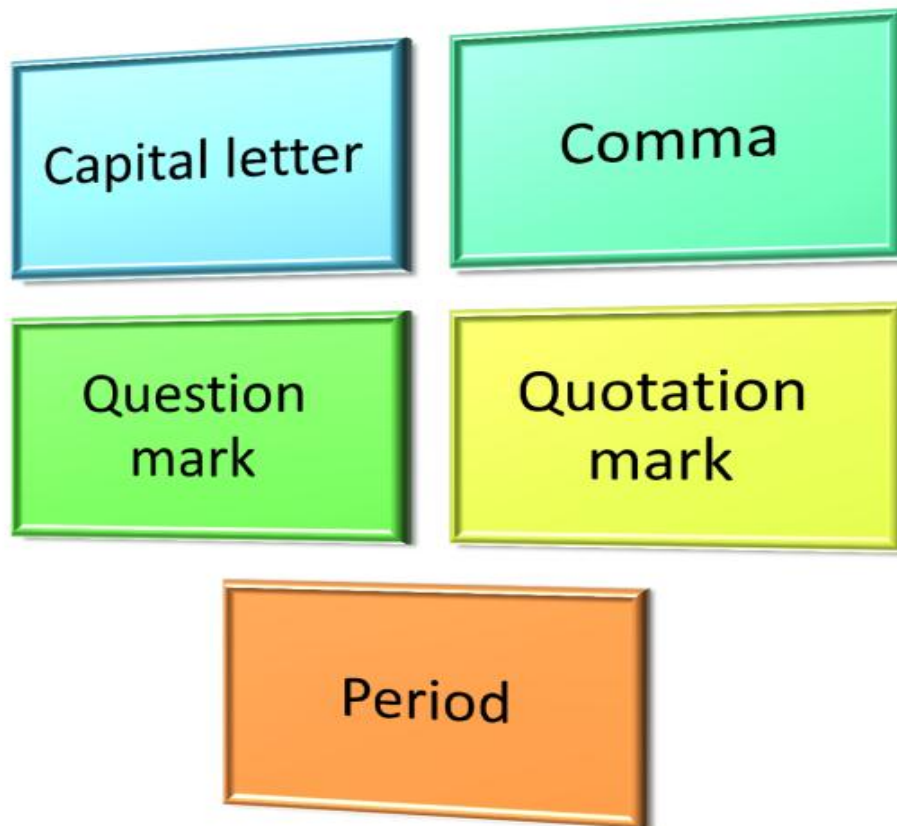 Capital letter
Comma
Question
mark
Quotation
mark
Period